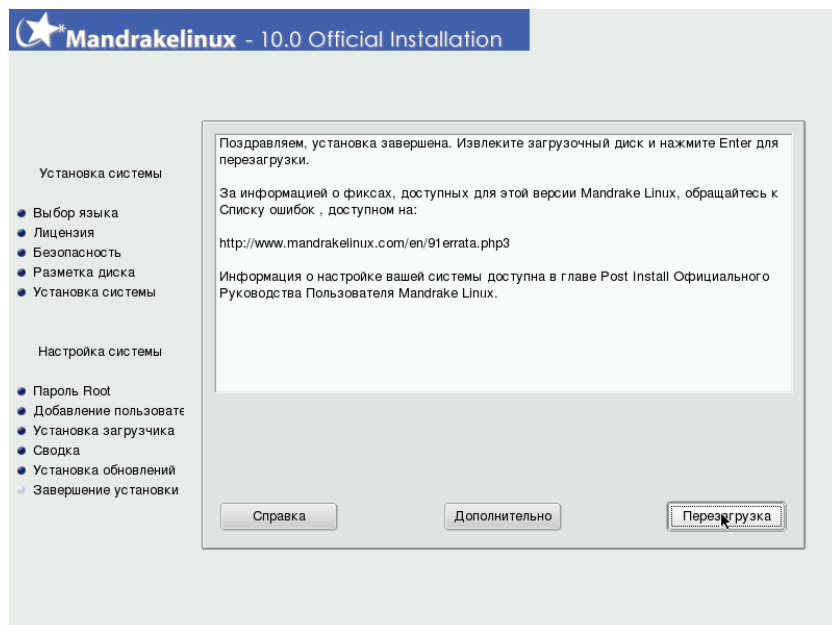 Mandrakelinux - 10.0 Official Installation
Установка системы
Выбор языка
Лицензия
Безопасность
Разметка диска
Установка системы
Настройка системы
Пароль Root
Добавление пользовате
Установка загрузчика
Сводка
Установка обновлений
Завершение установки
Поздравляем, установка завершена. Извлеките загрузочный диск и нажмите Enter для
перезагрузки.
За информацией о фиксах, доступных для этой версии Mandrake Linux, обращайтесь к
Списку ошибок , доступном на:
http://www.mandrakelinux.com/en/91errata.php3
Информация о настройке вашей системы доступна в главе Post Install Официального
Руководства Пользователя Mandrake Linux.
Справка
Дополнительно
Перезагрузка